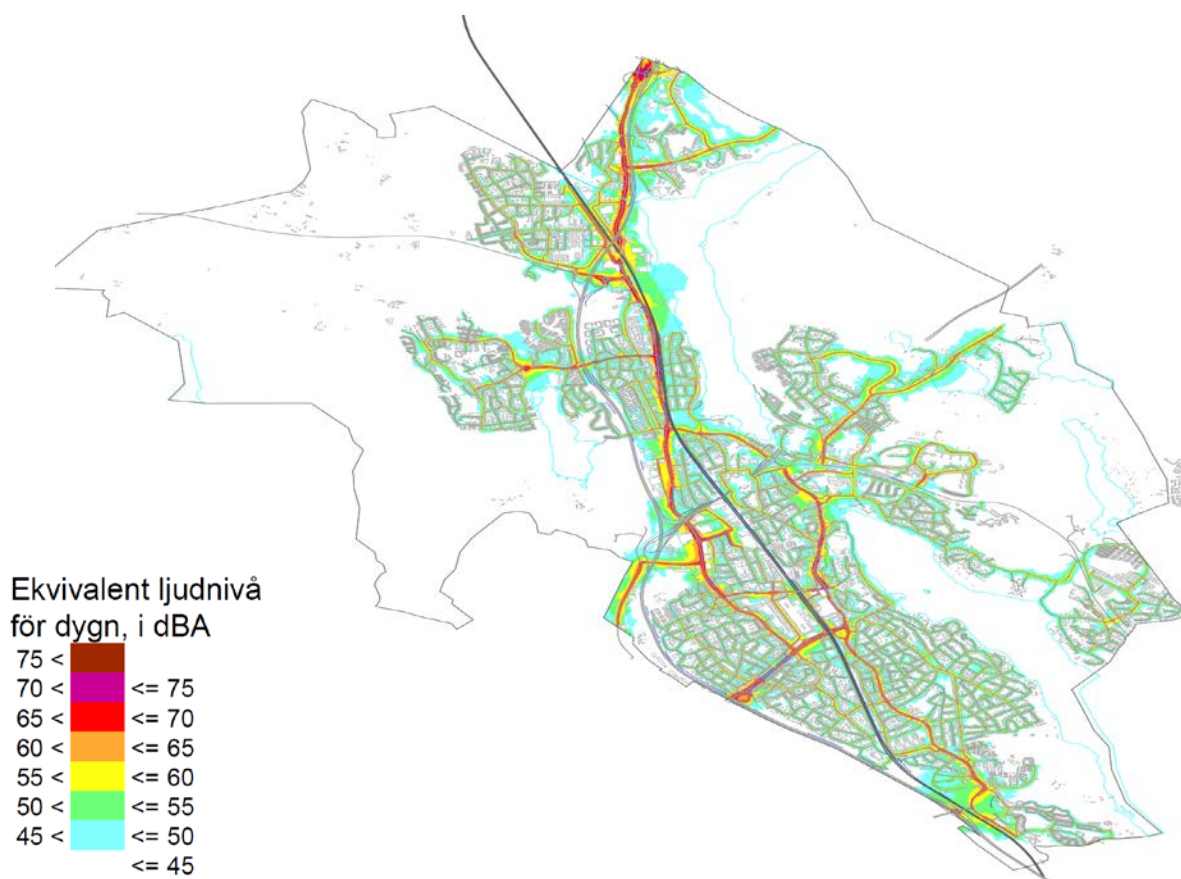 Ekvivalent ljudnivå
för dygn, i dBA
75 <
70 < <= 75
65 < <= 70
60 < <= 65
55 < <= 60
50 < <= 55
45 < <= 50
<= 45